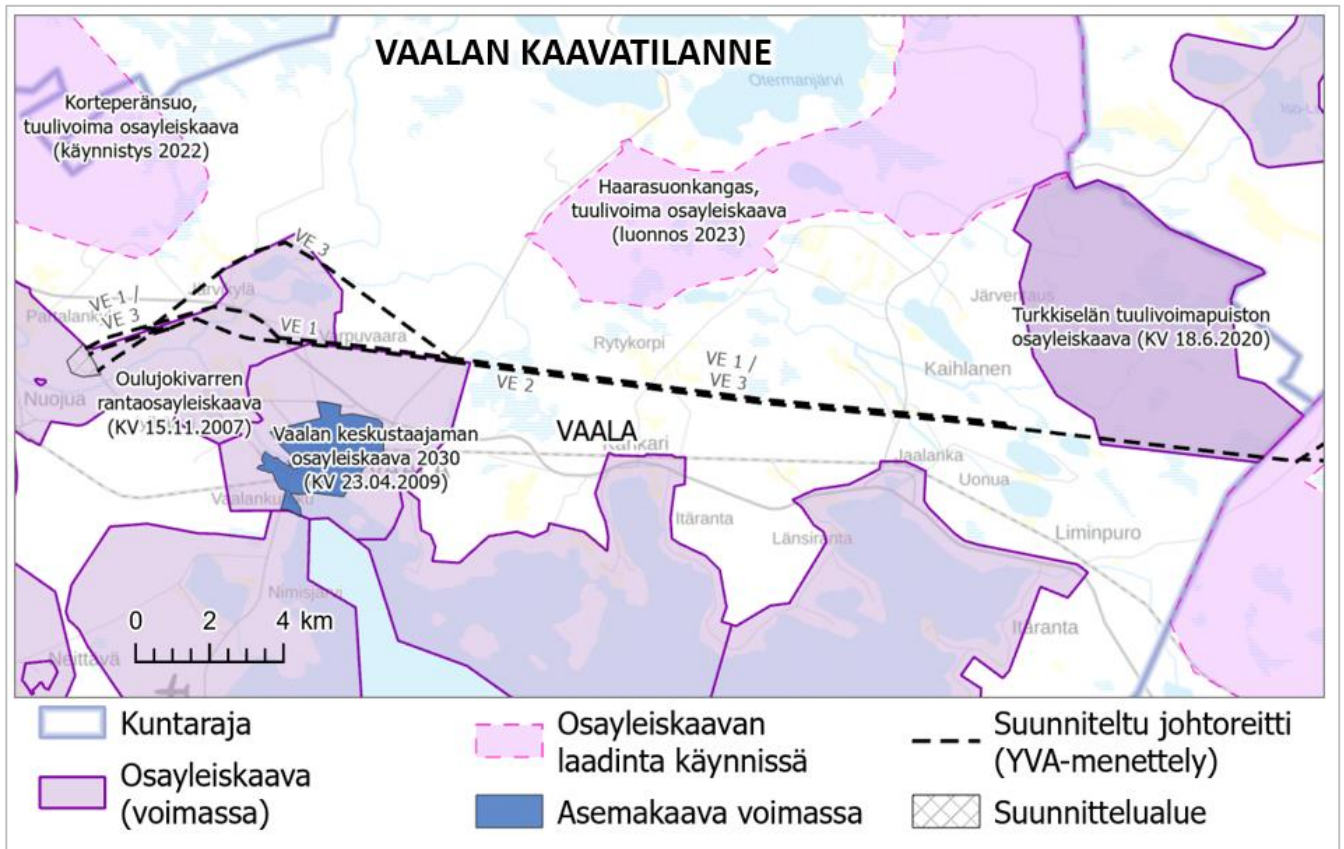 VAALAN KAAVATILANNE
Otermanjärvi
Korteperänsuo,
tuulivoima osayleiskaava
(käynnistys 2022)
Haarasuonkangas,
tuulivoima osayleiskaava
(luonnos 2023)
VE 3
Järvikylä
VE 1 /
VE 3
VE 1
Varpuvaara
Järventaus
Turkkiselän tuulivoimapuiston
osayleiskaava (KV 18.6.2020)
Rytykorpi
VE 1 /
VE 3
VE 2
Kaihlanen
Nuojua
Oulujokivarren
rantaosayleiskaava
(KV 15.11.2007)
Vaalan keskustaajaman
osayleiskaava 2030
(KV 23.04.2009)
VAALA
Kankari
Jaalanka
Uonua
Itäranta
Länsiranta
Liminpuro
Nimisjärvi
Itäranta
Neittävä
0 2 4 km
Kuntaraja
Osayleiskaava
(voimassa)
Osayleiskaavan
laadinta käynnissä
Asemakaava voimassa
Suunniteltu johtoreitti
(YVA-menettely)
Suunnittelualue